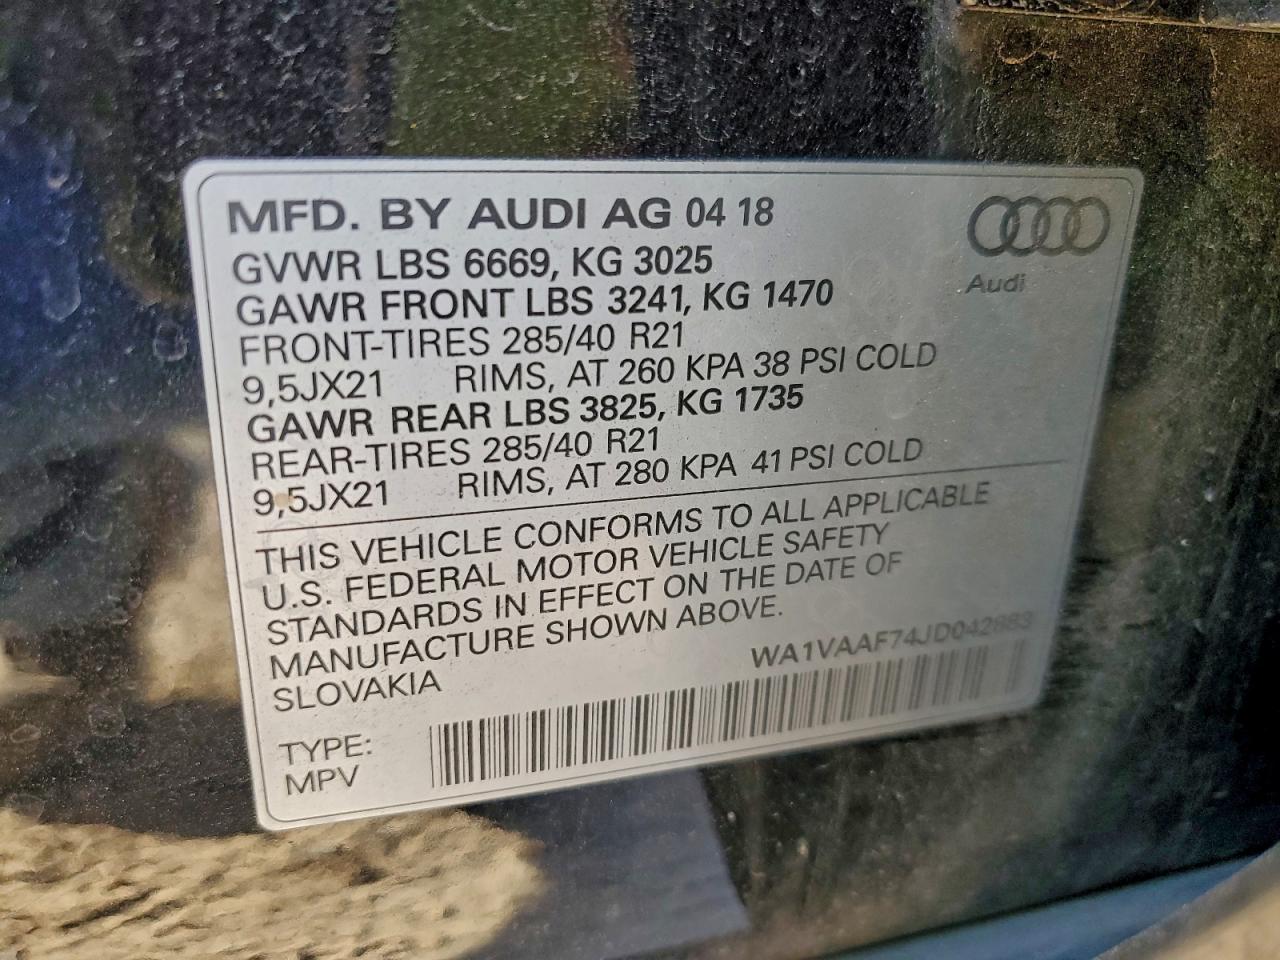 MFD. BY AUDI AG 04 18
Audi
GVWR LBS 6669, KG 3025
GAWR FRONT LBS 3241, KG 1470
FRONT-TIRES 285/40 R21
9,5JX21 RIMS, AT 260 KPA 38 PSI COLD
GAWR REAR LBS 3825, KG 1735
REAR-TIRES 285/40 R21
9,5JX21 RIMS, AT 280 KPA 41 PSI COLD
THIS VEHICLE CONFORMS TO ALL APPLICABLE
U.S. FEDERAL MOTOR VEHICLE SAFETY
STANDARDS IN EFFECT ON THE DATE OF
MANUFACTURE SHOWN ABOVE.
SLOVAKIA
WA1VAAF74JD042883
TYPE:
MPV